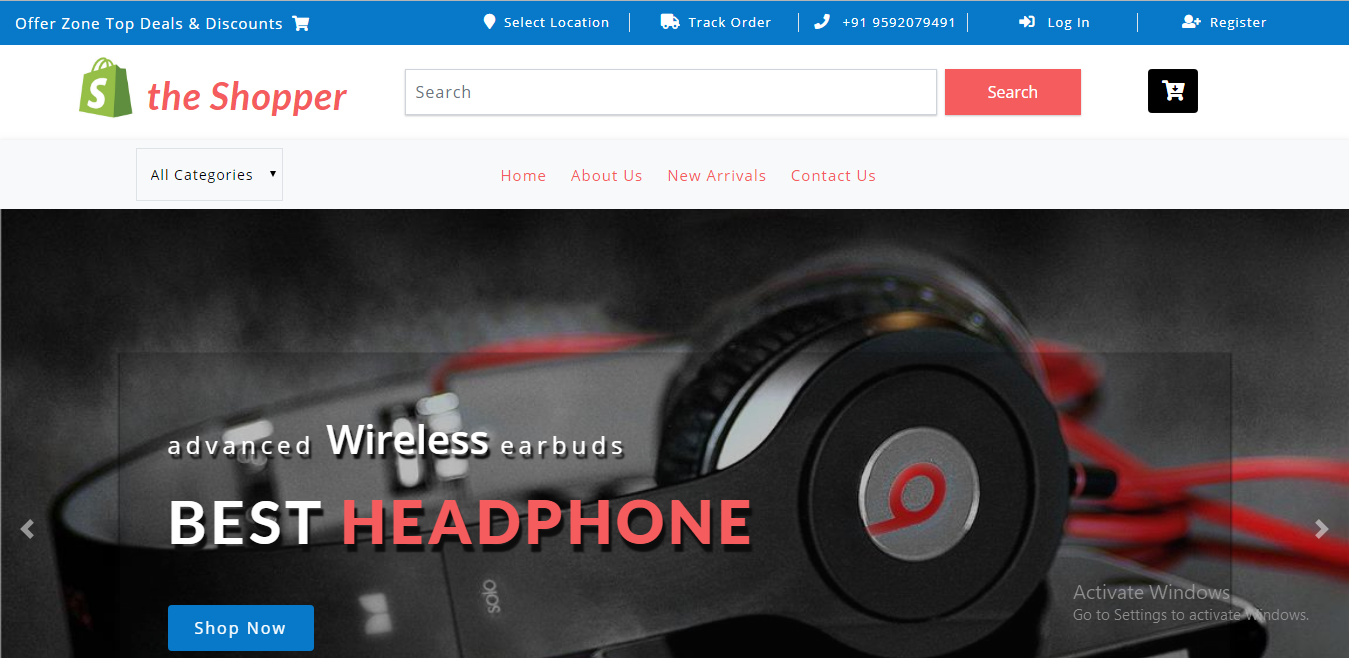 Offer Zone Top Deals & Discounts
Select Location
Track Order
+91 9592079491
Log In
Register
S
the Shopper
Search
Search
All Categories
Home
About Us
New Arrivals
Contact Us
advanced Wireless earbuds
BEST HEADPHONE
solo
Shop Now
Activate Windows
Go to Settings to activate Windows.